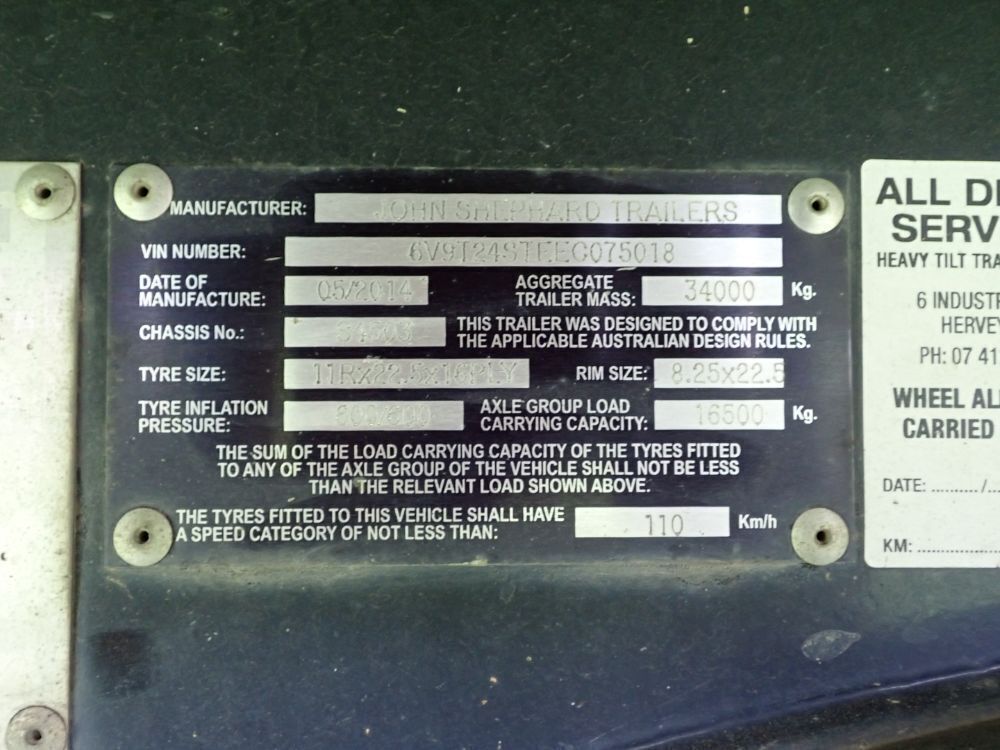 MANUFACTURER: JOHN SHEPHARD TRAILERS
VIN NUMBER: 6V9T24STEEC075018
DATE OF MANUFACTURE: 05/2014
AGGREGATE TRAILER MASS: 34000 Kg.
CHASSIS No.:
THIS TRAILER WAS DESIGNED TO COMPLY WITH
THE APPLICABLE AUSTRALIAN DESIGN RULES.
TYRE SIZE: 11RX22.5x16PLY
RIM SIZE: 8.25x22.5
TYRE INFLATION PRESSURE:
AXLE GROUP LOAD CARRYING CAPACITY: 16500 Kg.
THE SUM OF THE LOAD CARRYING CAPACITY OF THE TYRES FITTED
TO ANY OF THE AXLE GROUP OF THE VEHICLE SHALL NOT BE LESS
THAN THE RELEVANT LOAD SHOWN ABOVE.
THE TYRES FITTED TO THIS VEHICLE SHALL HAVE
A SPEED CATEGORY OF NOT LESS THAN: 110 Km/h
ALL
SERV
HEAVY TILT TRA
6 INDUSTR
HERVEY
PH: 07 41
WHEEL AL
CARRIED
DATE: ........./..
KM: ................